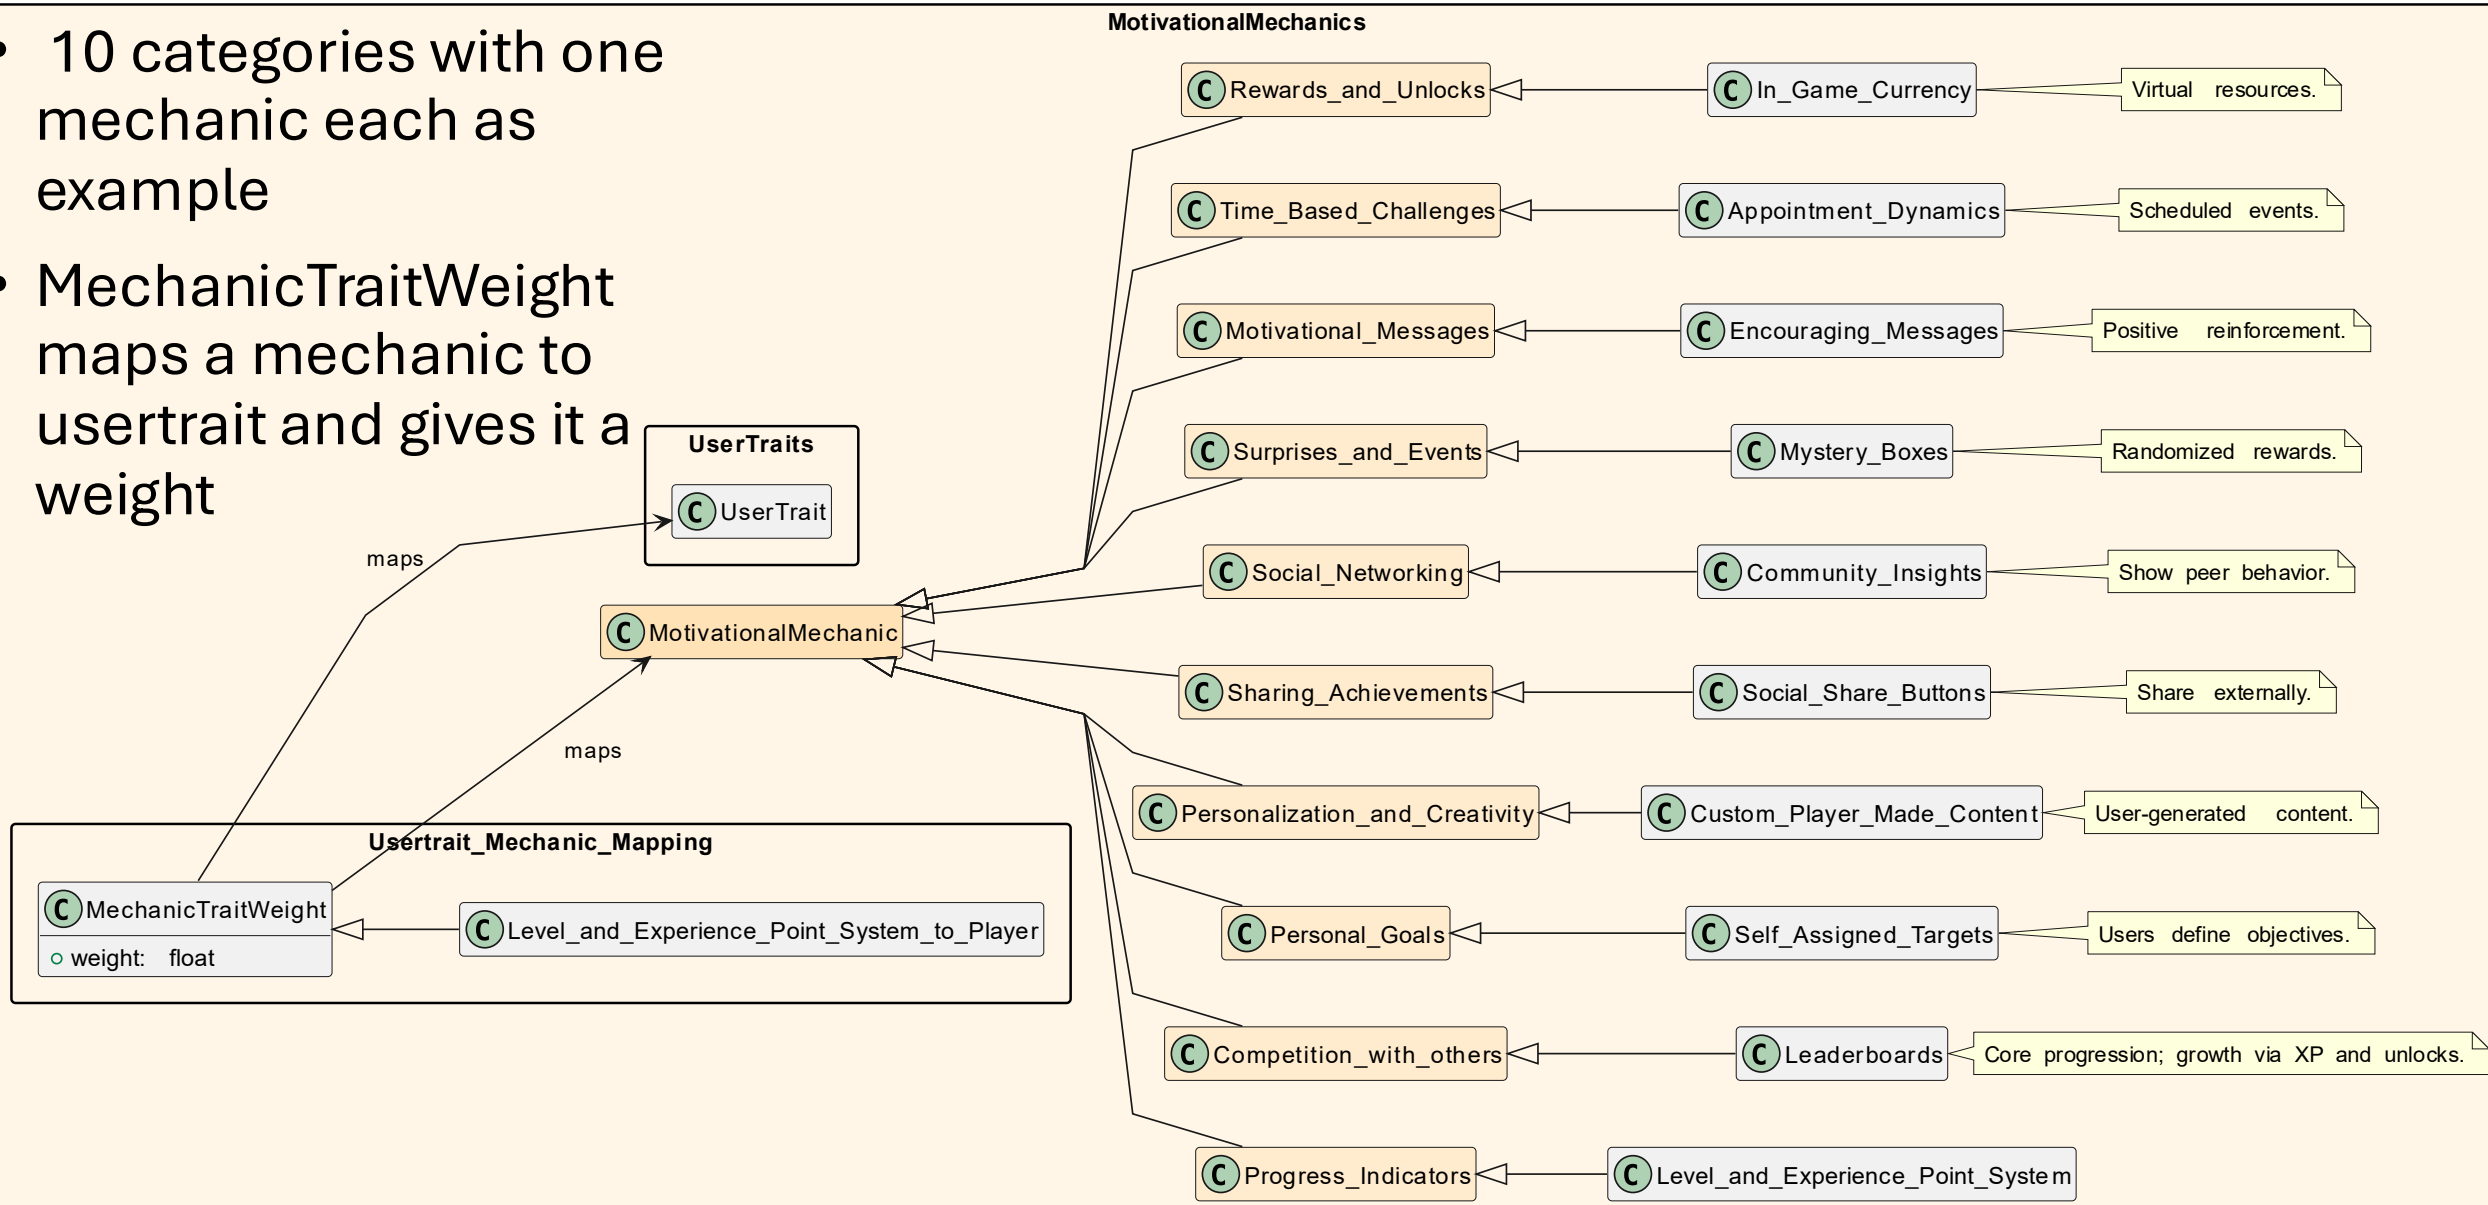 MotivationalMechanics
• 10 categories with one
mechanic each as
example
• MechanicTraitWeight
maps a mechanic to
usertrait and gives it a
weight
C Rewards_and_Unlocks
C In_Game_Currency
Virtual resources.
C Time_Based_Challenges
C Appointment_Dynamics
Scheduled events.
C Motivational_Messages
C Encouraging_Messages
Positive reinforcement.
C Surprises_and_Events
C Mystery_Boxes
Randomized rewards.
UserTraits
C UserTrait
maps
C Social_Networking
C Community_Insights
Show peer behavior.
C MotivationalMechanic
C Sharing_Achievements
C Social_Share_Buttons
Share externally.
maps
C Personalization_and_Creativity
C Custom_Player_Made_Content
User-generated content.
Usertrait_Mechanic_Mapping
C MechanicTraitWeight
weight: float
C Level_and_Experience_Point_System_to_Player
C Personal_Goals
C Self_Assigned_Targets
Users define objectives.
C Competition_with_others
C Leaderboards
Core progression; growth via XP and unlocks.
C Progress_Indicators
C Level_and_Experience_Point_System